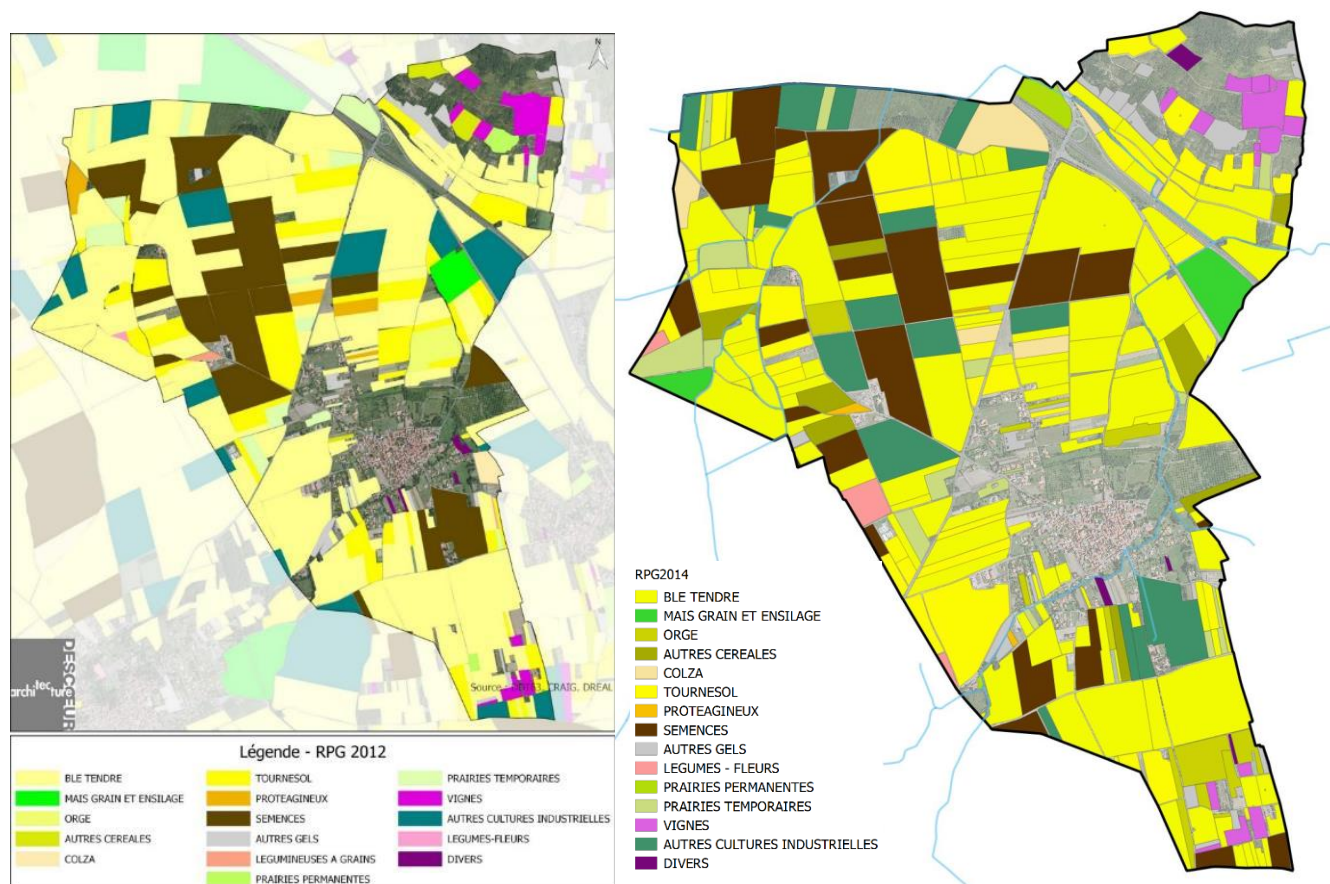 N
DESCOEUR
architecture
Source : DDT63, CRAIG, DREAL
Légende - RPG 2012
BLE TENDRE
MAIS GRAIN ET ENSILAGE
ORGE
AUTRES CEREALES
COLZA
TOURNESOL
PROTEAGINEUX
SEMENCES
AUTRES GELS
LEGUMINEUSES A GRAINS
PRAIRIES PERMANENTES
PRAIRIES TEMPORAIRES
VIGNES
AUTRES CULTURES INDUSTRIELLES
LEGUMES-FLEURS
DIVERS
RPG2014
BLE TENDRE
MAIS GRAIN ET ENSILAGE
ORGE
AUTRES CEREALES
COLZA
TOURNESOL
PROTEAGINEUX
SEMENCES
AUTRES GELS
LEGUMES - FLEURS
PRAIRIES PERMANENTES
PRAIRIES TEMPORAIRES
VIGNES
AUTRES CULTURES INDUSTRIELLES
DIVERS